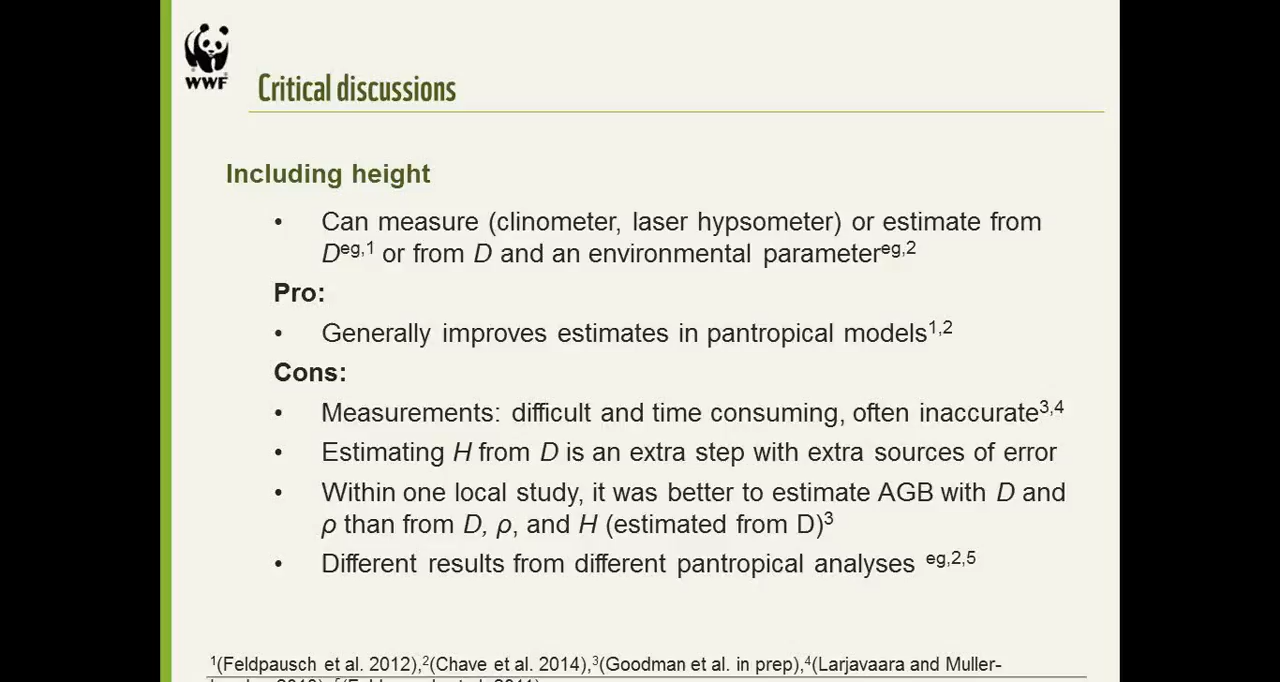 WWF
Critical discussions
Including height
• Can measure (clinometer, laser hypsometer) or estimate from
Deg,1 or from D and an environmental parametereg,2
Pro:
• Generally improves estimates in pantropical models1,2
Cons:
• Measurements: difficult and time consuming, often inaccurate3,4
• Estimating H from D is an extra step with extra sources of error
• Within one local study, it was better to estimate AGB with D and
ρ than from D, ρ, and H (estimated from D)3
• Different results from different pantropical analyses eg,2,5
1(Feldpausch et al. 2012),2(Chave et al. 2014),3(Goodman et al. in prep),4(Larjavaara and Muller-